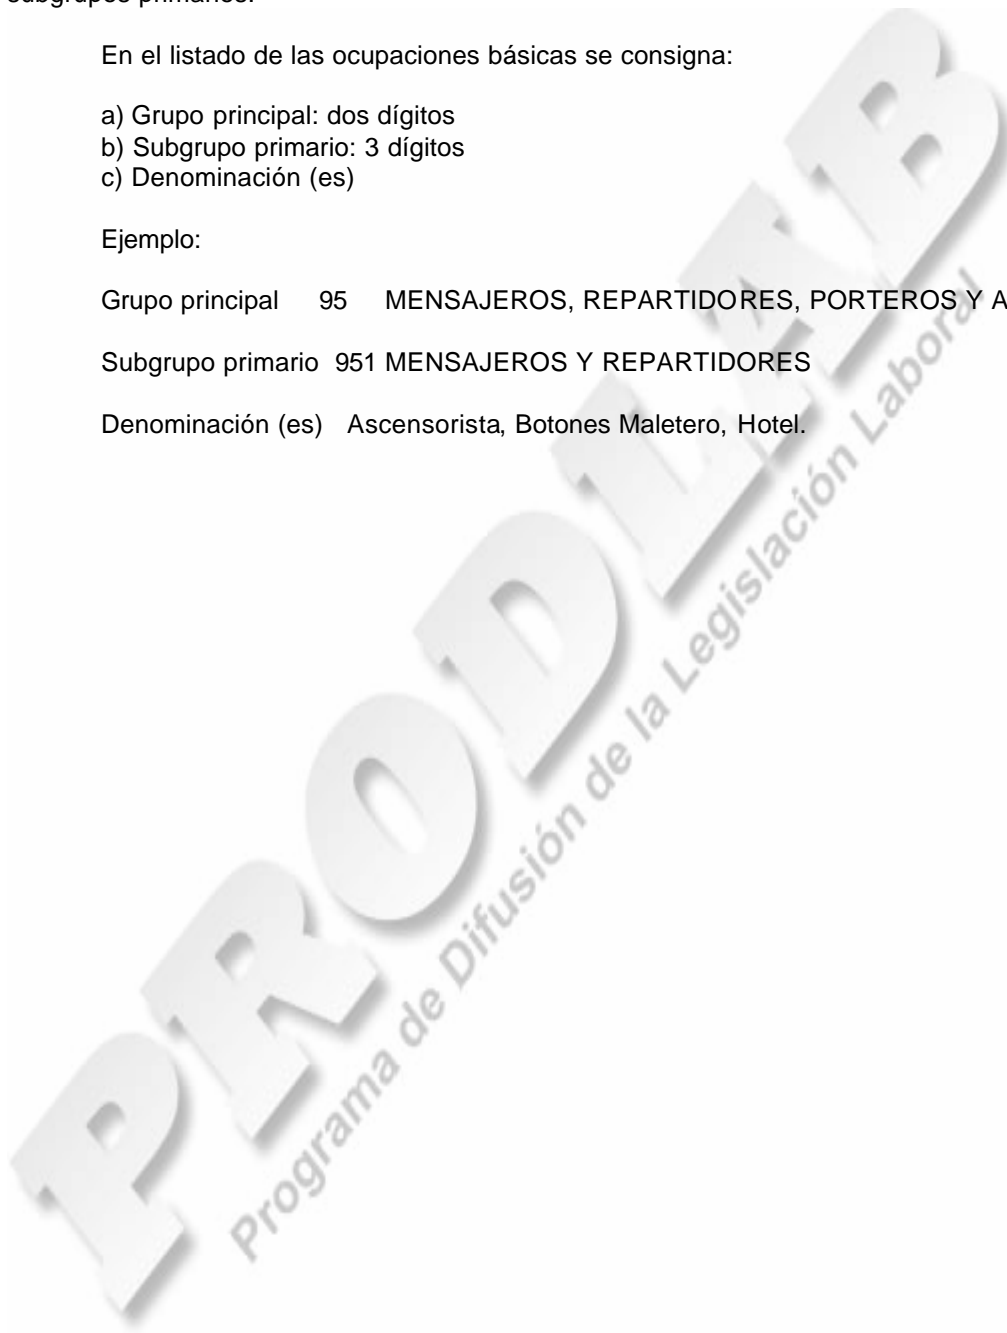 subgrupos primarios.
En el listado de las ocupaciones básicas se consigna:
a) Grupo principal: dos dígitos
b) Subgrupo primario: 3 dígitos
c) Denominación (es)
Ejemplo:
Grupo principal 95 MENSAJEROS, REPARTIDORES, PORTEROS Y A
Subgrupo primario 951 MENSAJEROS Y REPARTIDORES
Denominación (es) Ascensorista, Botones Maletero, Hotel.
PRODLAB
Programa de Difusión de la Legislación Laboral